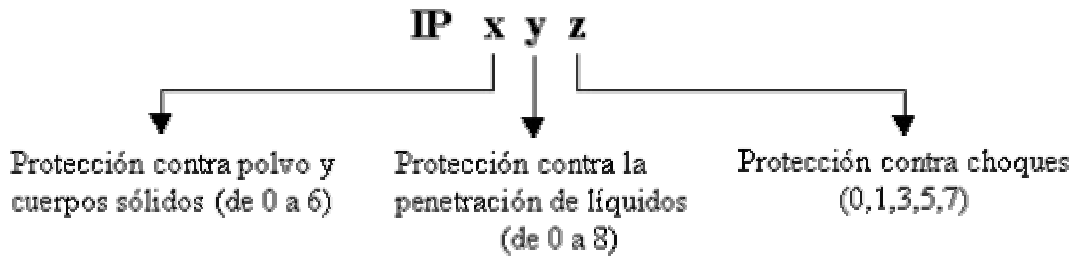 IP x y z
Protección contra polvo y
cuerpos sólidos (de 0 a 6)
Protección contra la
penetración de líquidos
(de 0 a 8)
Protección contra choques
(0,1,3,5,7)